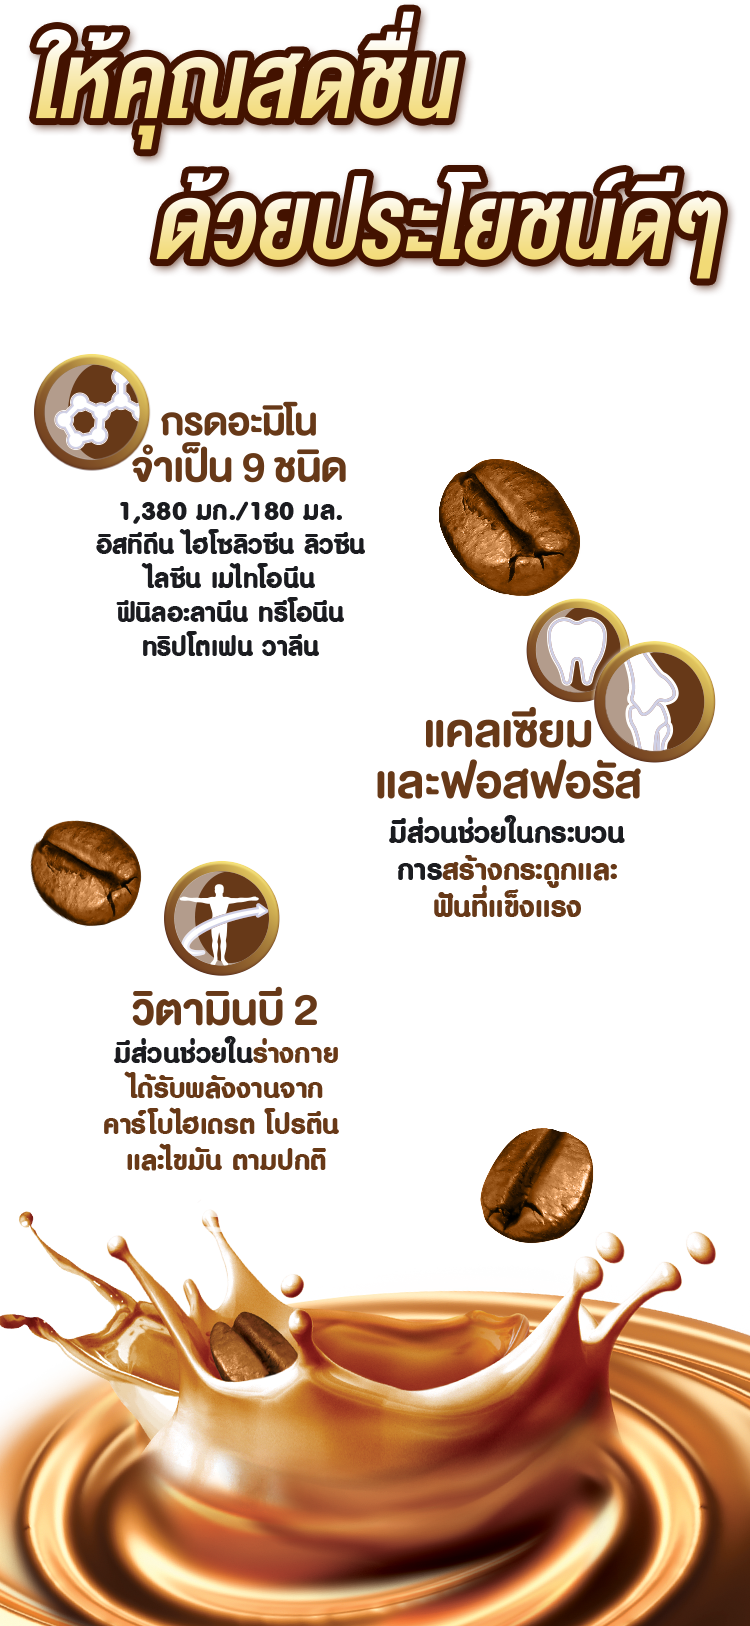 ให้คุณสดชื่น
ด้วยประโยชน์ดีๆ
กรดอะมิโน
จำเป็น 9 ชนิด
1,380 มก./180 มล.
ฮิสทีดีน ไอโซลิวซีน ลิวซีน
ไลซีน เมไทโอนีน
ฟีนิลอะลานีน ทรีโอนีน
ทริปโตเฟน วาลีน
แคลเซียม
และฟอสฟอรัส
มีส่วนช่วยในกระบวน
การสร้างกระดูกและ
ฟันที่แข็งแรง
วิตามินบี 2
มีส่วนช่วยในร่างกาย
ได้รับพลังงานจาก
คาร์โบไฮเดรต โปรตีน
และไขมัน ตามปกติ